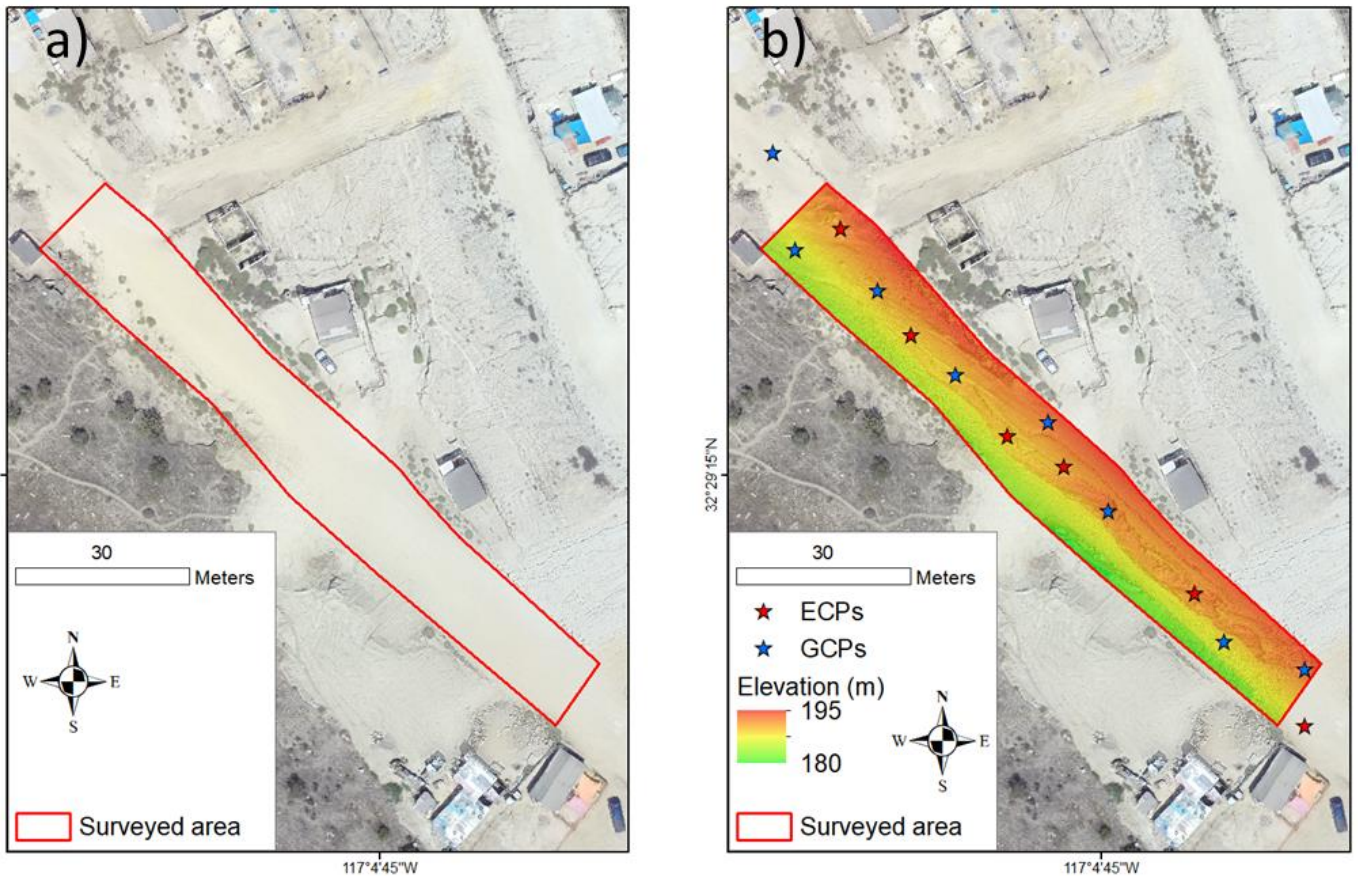 a)
30
Meters
N
W E
S
Surveyed area
117°4'45"W
b)
32°29'15"N
30
Meters
ECPs
GCPs
Elevation (m)
195
180
N
W E
S
Surveyed area
117°4'45"W